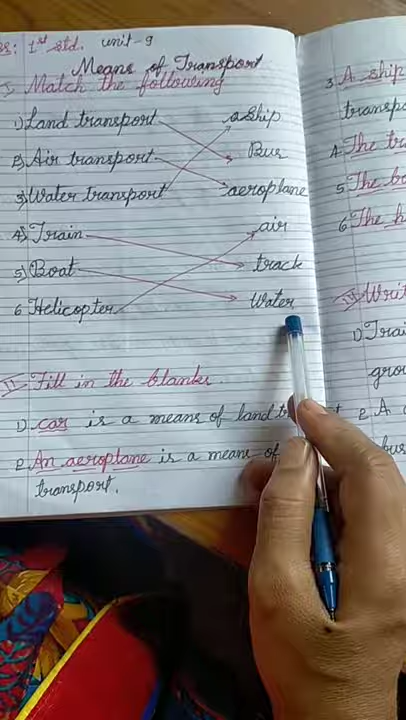 1st std. unit-9
Means of Transport
I Match the following
1) Land transport a ship
2) Air transport Bus
3) Water transport aeroplane
4) Train air
5) Boat track
6 Helicopter Water
II Fill in the blanks.
1) car is a means of land
2. An aeroplane is a means of
transport.
3 A ship
transpo
4. The tr
5 The bo
6. The h
III Writ
1) Trai
grou
2. A
bus